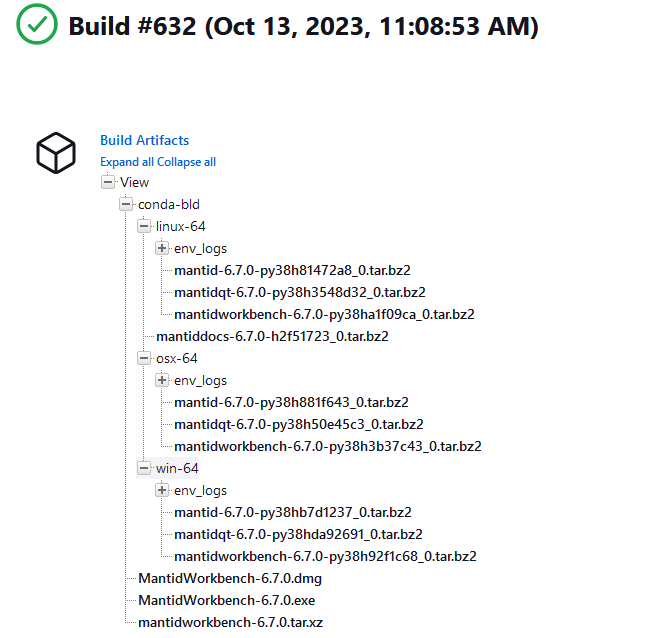 Build #632 (Oct 13, 2023, 11:08:53 AM)
Build Artifacts
Expand all Collapse all
View
conda-bld
linux-64
env_logs
mantid-6.7.0-py38h81472a8_0.tar.bz2
mantidqt-6.7.0-py38h3548d32_0.tar.bz2
mantidworkbench-6.7.0-py38ha1f09ca_0.tar.bz2
mantiddocs-6.7.0-h2f51723_0.tar.bz2
osx-64
env_logs
mantid-6.7.0-py38h881f643_0.tar.bz2
mantidqt-6.7.0-py38h50e45c3_0.tar.bz2
mantidworkbench-6.7.0-py38h3b37c43_0.tar.bz2
win-64
env_logs
mantid-6.7.0-py38hb7d1237_0.tar.bz2
mantidqt-6.7.0-py38hda92691_0.tar.bz2
mantidworkbench-6.7.0-py38h92f1c68_0.tar.bz2
MantidWorkbench-6.7.0.dmg
MantidWorkbench-6.7.0.exe
mantidworkbench-6.7.0.tar.xz